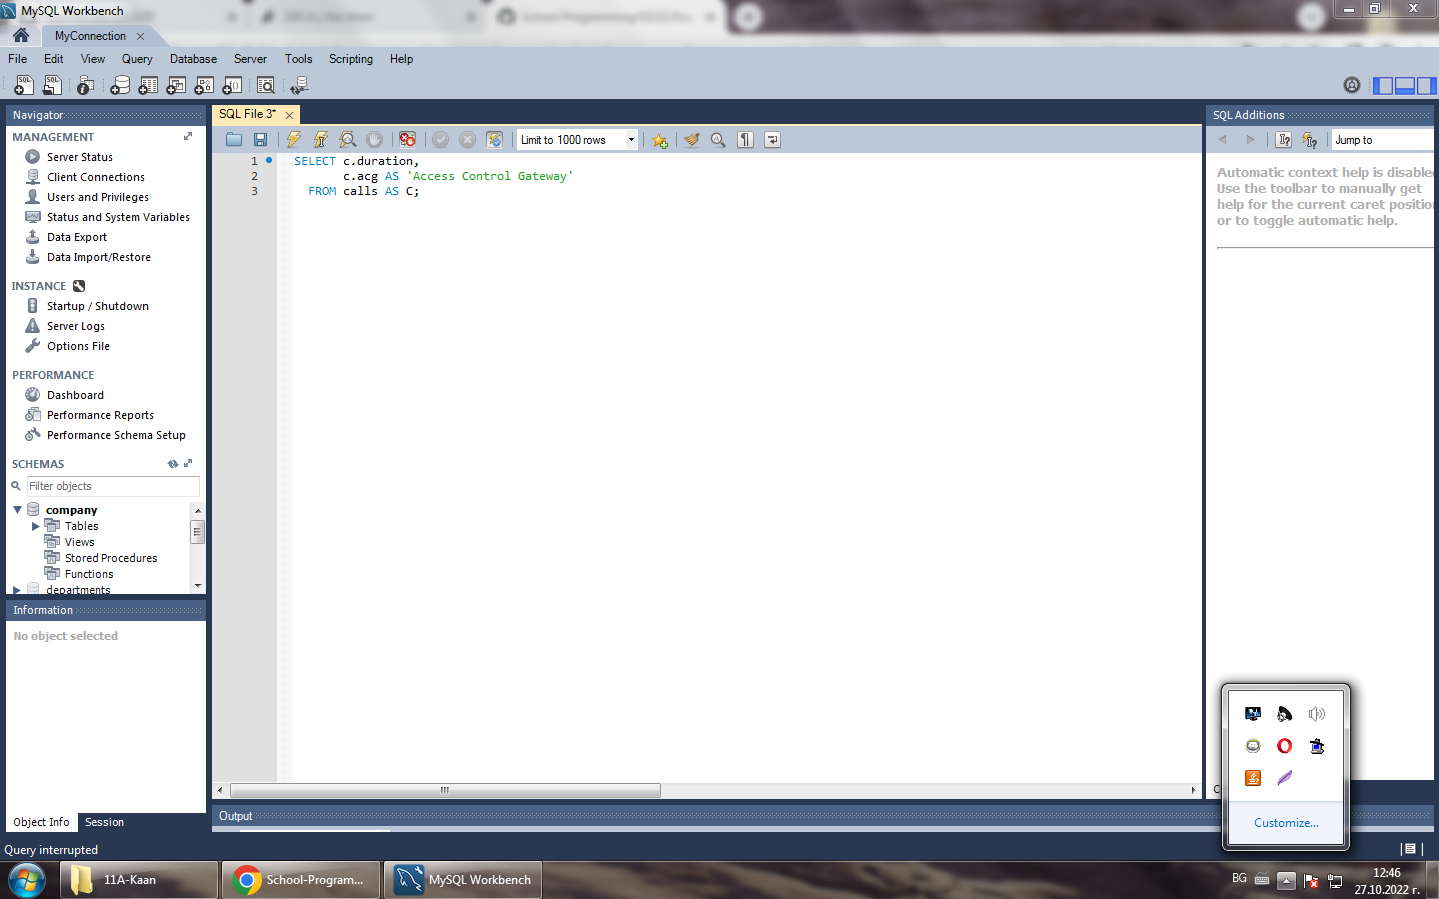 MySQL Workbench
MyConnection
File Edit View Query Database Server Tools Scripting Help
Navigator
MANAGEMENT
Server Status
Client Connections
Users and Privileges
Status and System Variables
Data Export
Data Import/Restore
INSTANCE
Startup / Shutdown
Server Logs
Options File
PERFORMANCE
Dashboard
Performance Reports
Performance Schema Setup
SCHEMAS
Filter objects
company
Tables
Views
Stored Procedures
Functions
departments
Information
No object selected
Object Info Session
SQL File 3*
Limit to 1000 rows
1 SELECT c.duration,
2 c.acg AS 'Access Control Gateway'
3 FROM calls AS C;
Output
SQL Additions
Jump to
Automatic context help is disabled
Use the toolbar to manually get
help for the current caret position
or to toggle automatic help.
Customize...
Query interrupted
11A-Kaan
School-Program...
MySQL Workbench
BG
12:46
27.10.2022 г.